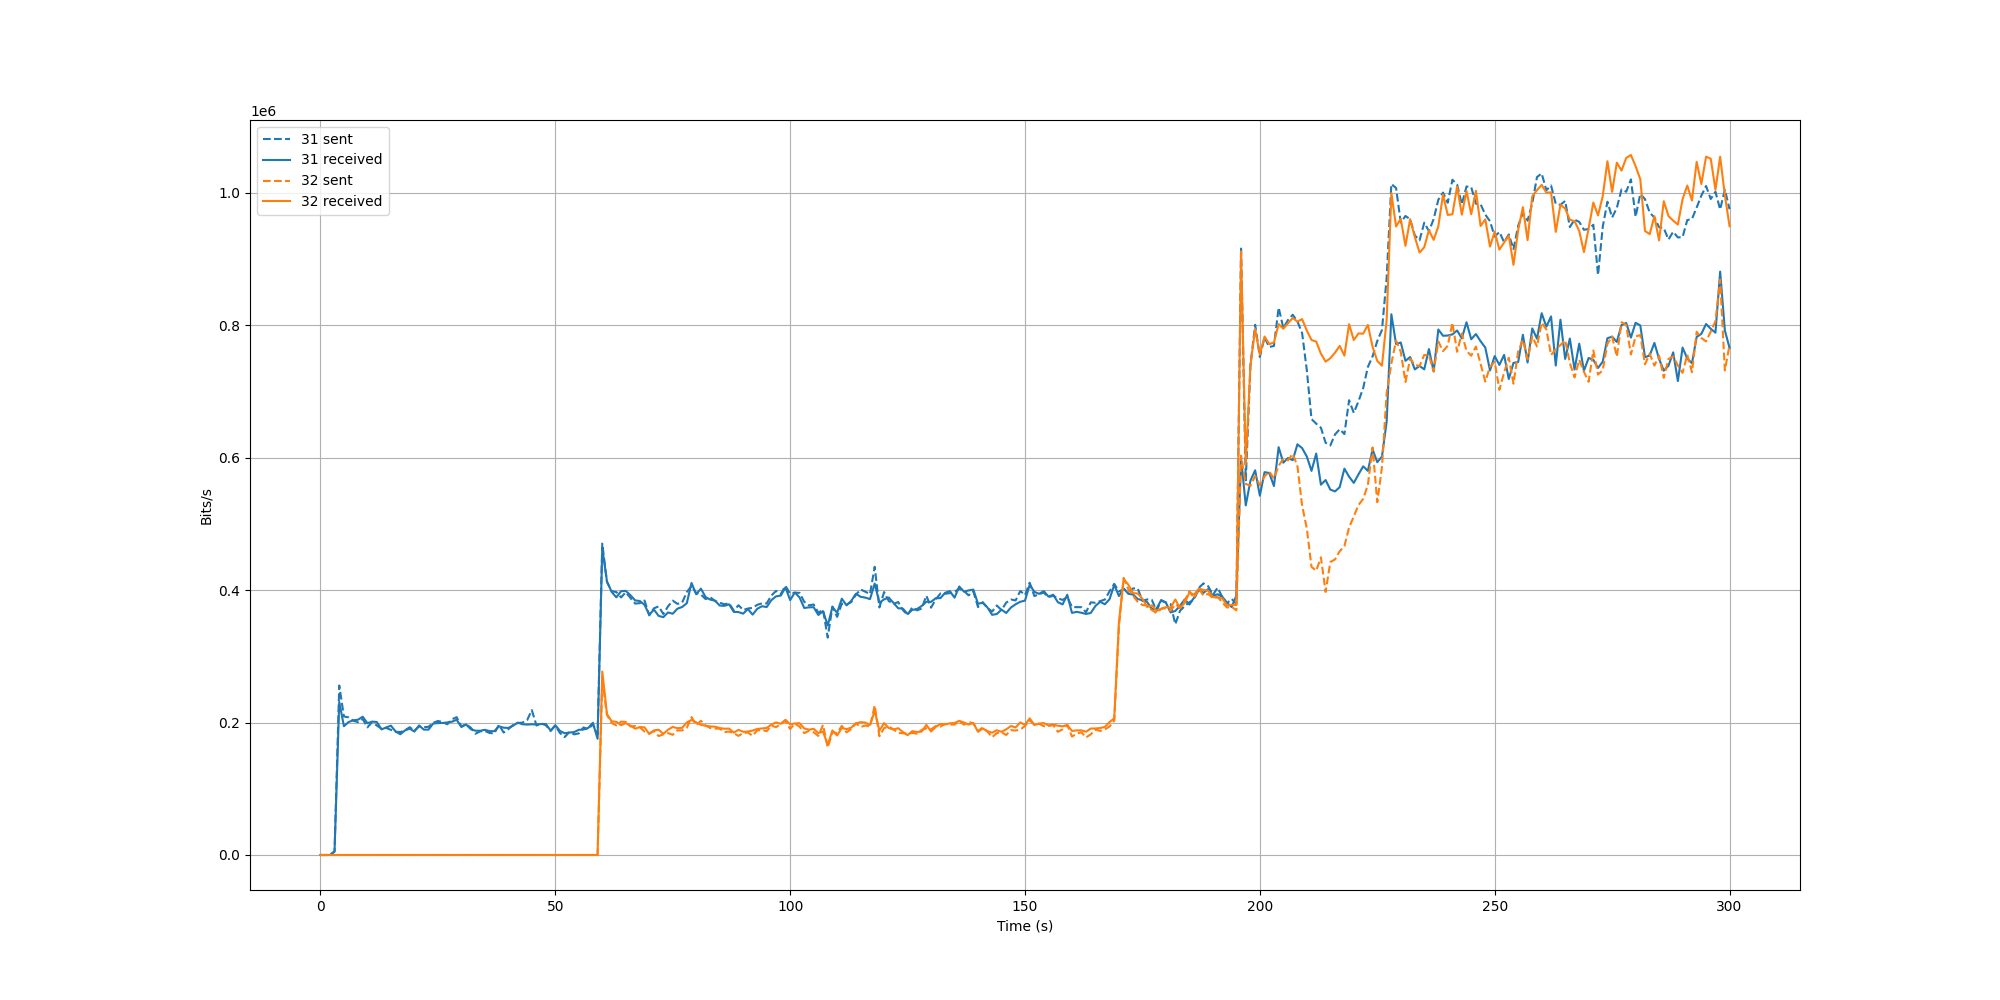 1e6
31 sent
31 received
32 sent
32 received
1.0
0.8
0.6
0.4
0.2
0.0
Bits/s
0 50 100 150 200 250 300
Time (s)